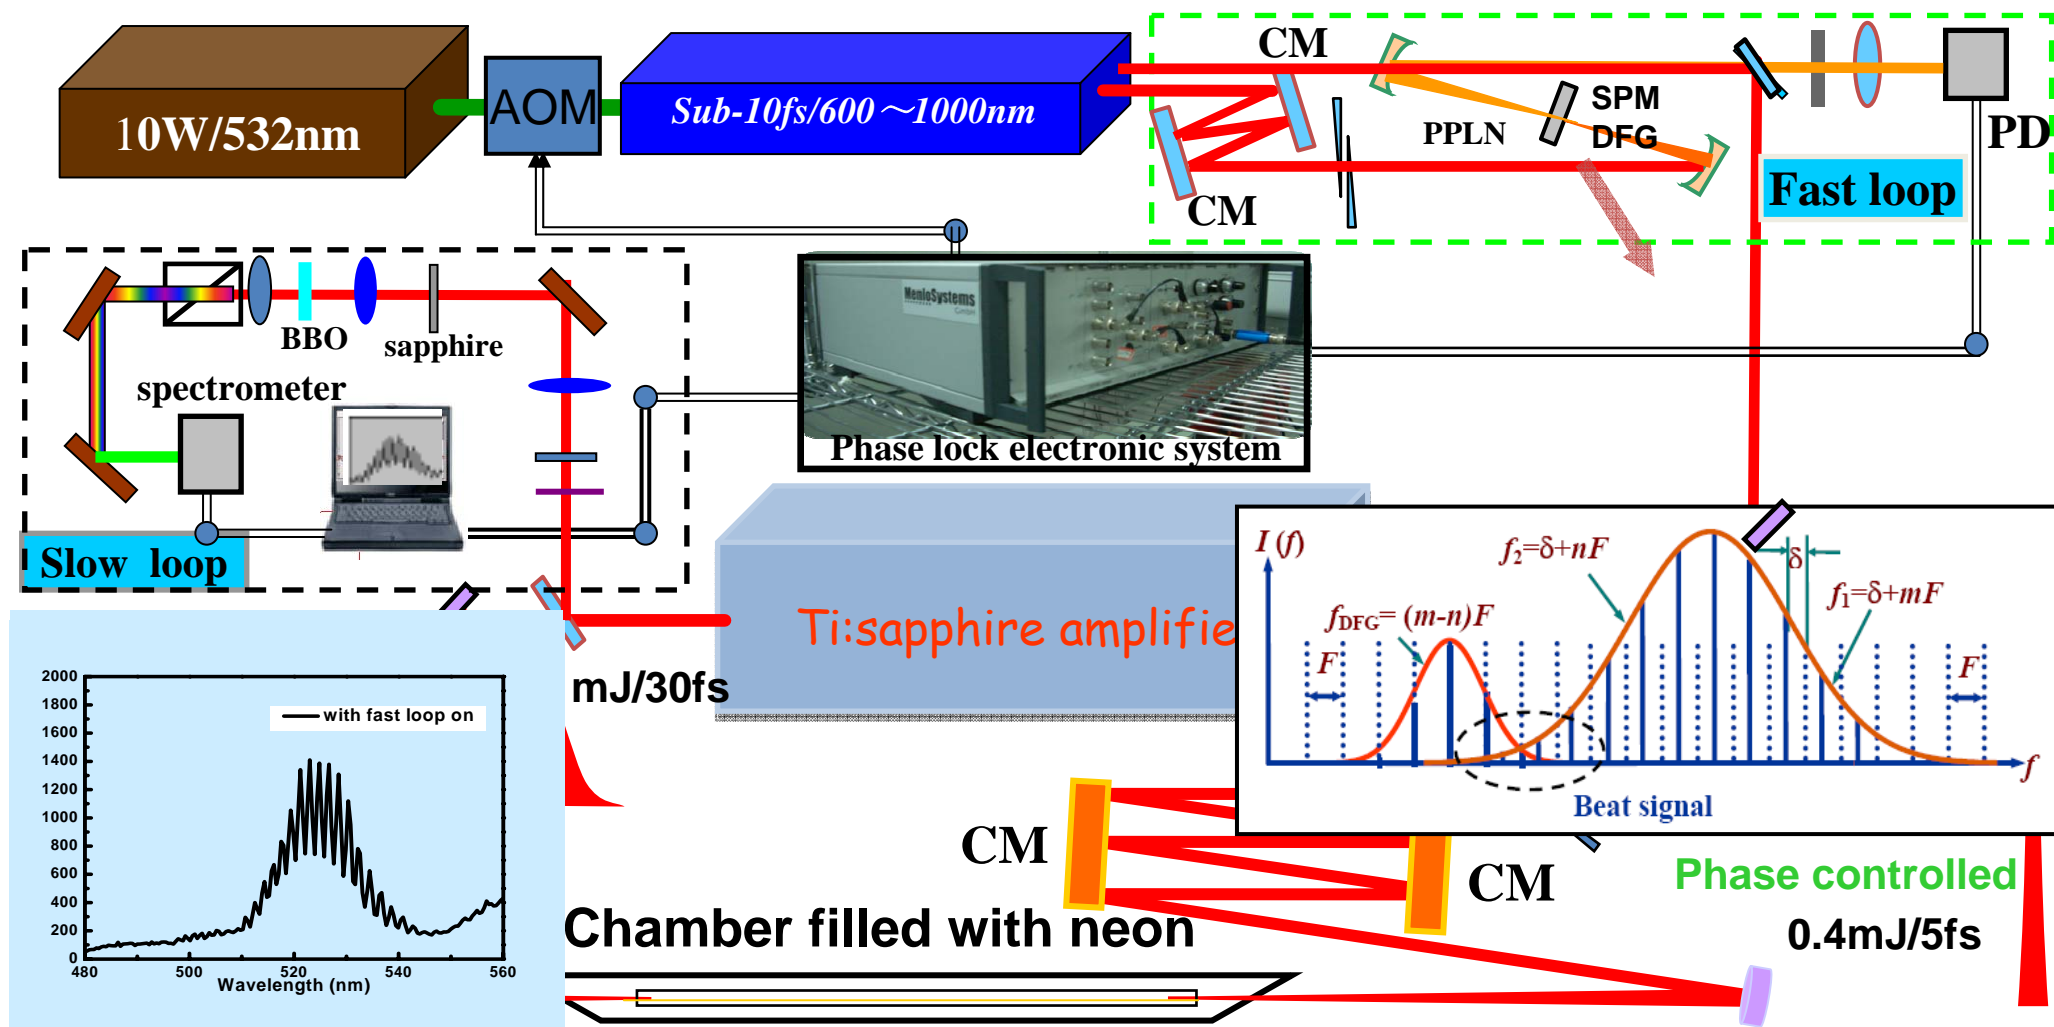 10W/532nm
AOM
Sub-10fs/600～1000nm
CM
CM
PPLN
SPM
DFG
PD
Fast loop
BBO
sapphire
spectrometer
Slow loop
MenloSystems
Phase lock electronic system
Ti:sapphire amplifie
mJ/30fs
I (f)
f2=δ+nF
δ
f1=δ+mF
fDFG= (m-n)F
F
F
f
Beat signal
2000
1800
1600
1400
1200
1000
800
600
400
200
0
with fast loop on
480
500
520
540
560
Wavelength (nm)
CM
CM
Phase controlled
0.4mJ/5fs
Chamber filled with neon